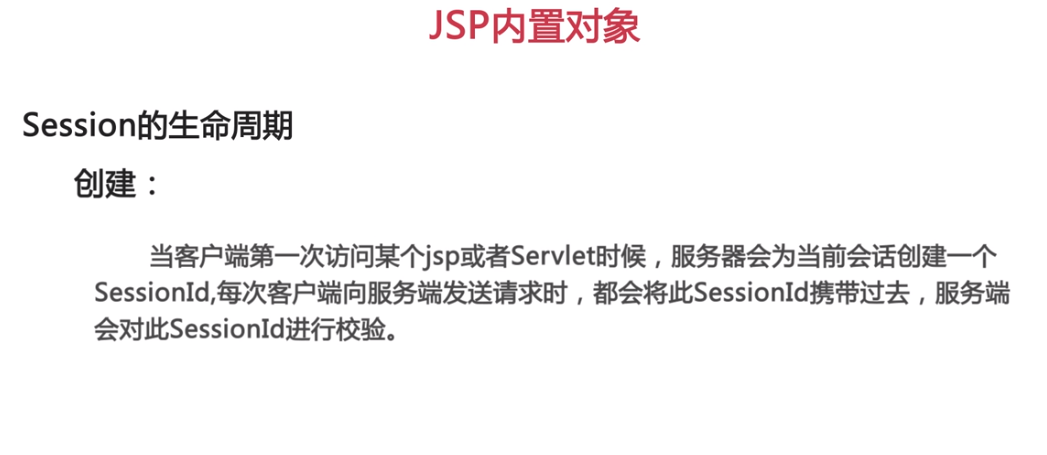 JSP内置对象
Session的生命周期
创建：
当客户端第一次访问某个jsp或者Servlet时候，服务器会为当前会话创建一个
SessionId,每次客户端向服务端发送请求时，都会将此SessionId携带过去，服务端
会对此SessionId进行校验。